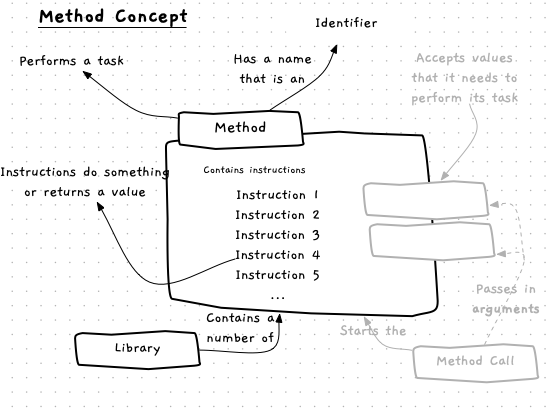 Method Concept
Identifier
Performs a task
Has a name
that is an
Accepts values
that it needs to
perform its task
Method
Instructions do something
or returns a value
Contains instructions
Instruction 1
Instruction 2
Instruction 3
Instruction 4
Instruction 5
...
Passes in
arguments
Contains a
number of
Starts the
Library
Method Call